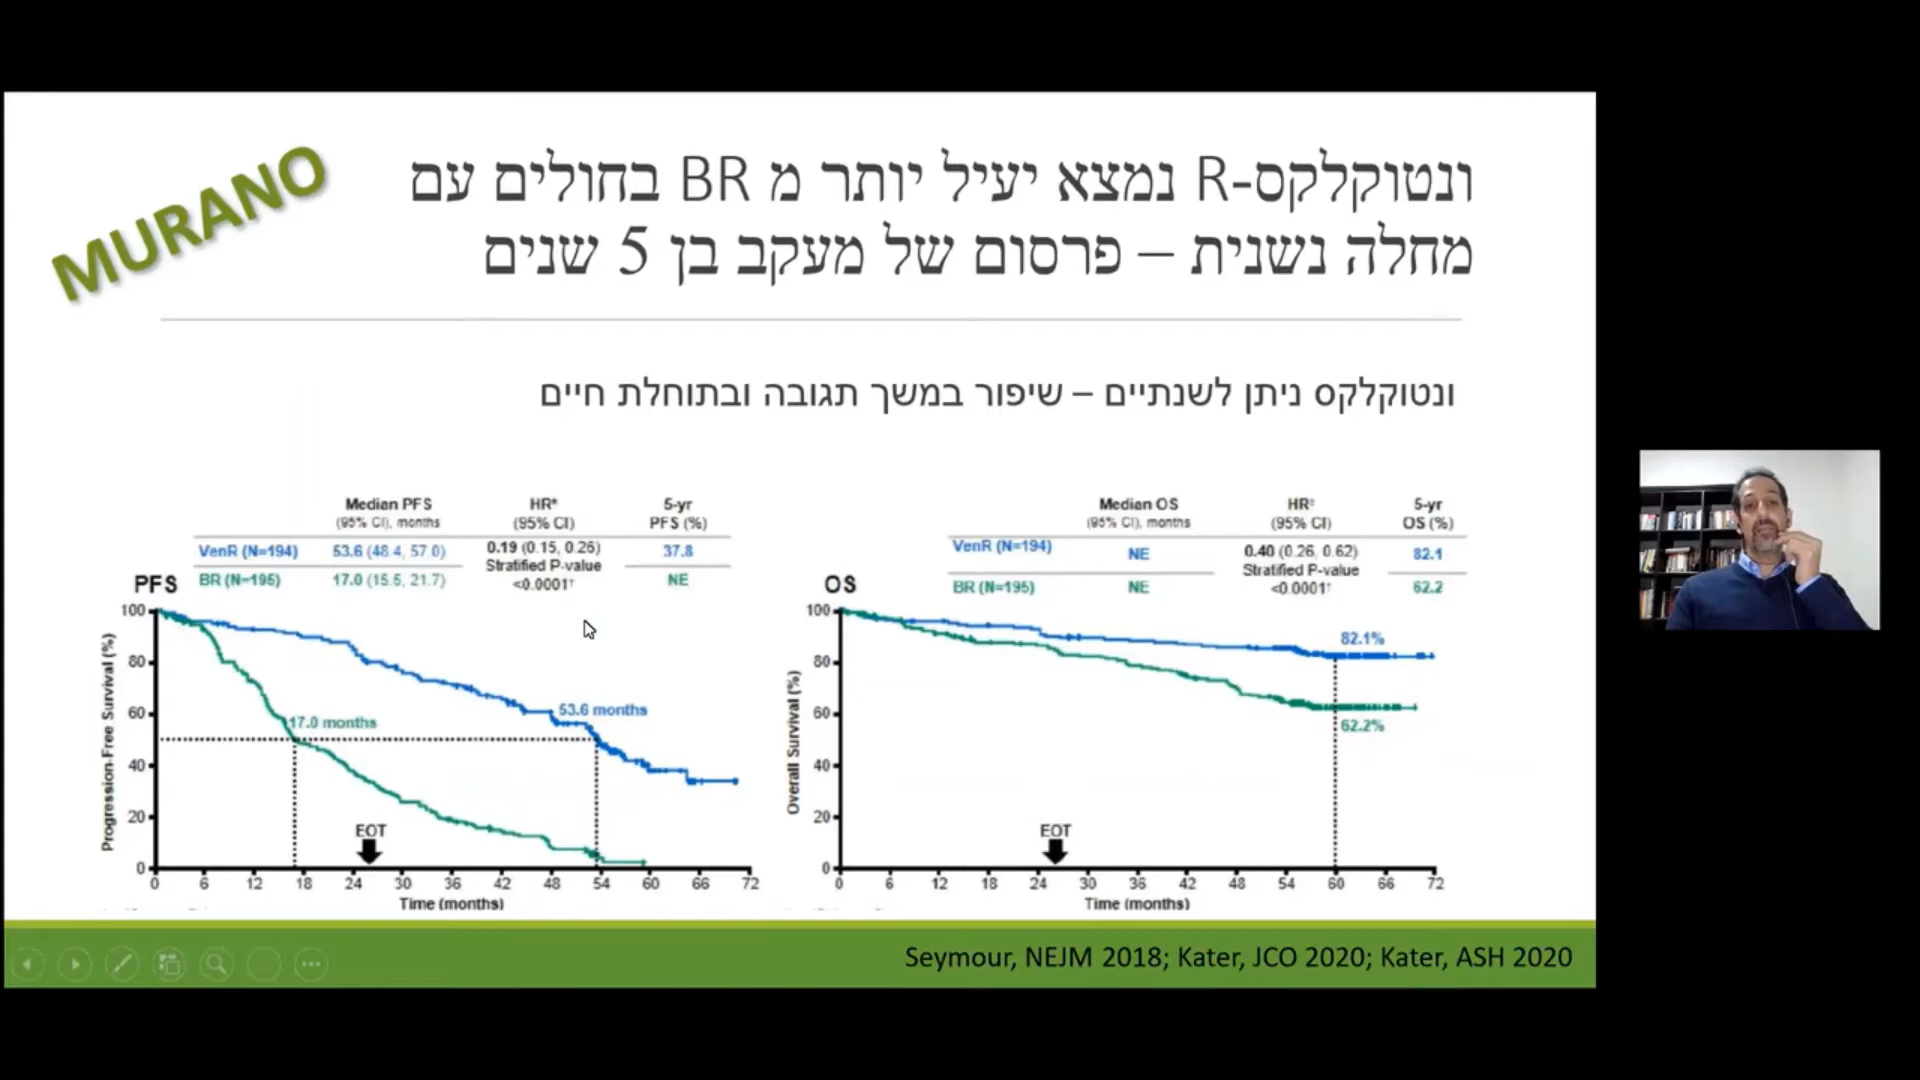 MURANO
ונטוקלקס-R נמצא יעיל יותר מ BR בחולים עם
מחלה נשנית – פרסום של מעקב בן 5 שנים
ונטוקלקס ניתן לשנתיים – שיפור במשך תגובה ובתוחלת חיים
Median PFS HR* 5-yr
(95% CI), months (95% CI) PFS (%)
VenR (N=194) 53.6 (48.4, 57.0) 0.19 (0.15, 0.26) 37.8
Stratified P-value
BR (N=195) 17.0 (15.5, 21.7) <0.0001† NE
PFS
Progression-Free Survival (%)
100
80
60
40
20
0
17.0 months
53.6 months
EOT
0 6 12 18 24 30 36 42 48 54 60 66 72
Time (months)
Median OS HR‡ 5-yr
(95% CI), months (95% CI) OS (%)
VenR (N=194) NE 0.40 (0.26, 0.62) 82.1
Stratified P-value
BR (N=195) NE <0.0001† 62.2
OS
Overall Survival (%)
100
80
60
40
20
0
82.1%
62.2%
EOT
0 6 12 18 24 30 36 42 48 54 60 66 72
Time (months)
Seymour, NEJM 2018; Kater, JCO 2020; Kater, ASH 2020